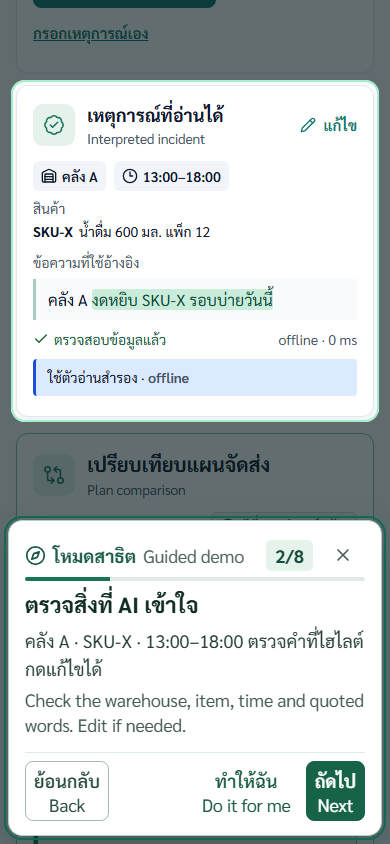 กรอกเหตุการณ์เอง
เหตุการณ์ที่อ่านได้
Interpreted incident
แก้ไข
คลัง A
13:00–18:00
สินค้า
SKU-X น้ำดื่ม 600 มล. แพ็ก 12
ข้อความที่ใช้อ้างอิง
คลัง A งดหยิบ SKU-X รอบบ่ายวันนี้
ตรวจสอบข้อมูลแล้ว
offline · 0 ms
ใช้ตัวอ่านสำรอง · offline
เปรียบเทียบแผนจัดส่ง
Plan comparison
โหมดสาธิต Guided demo
2/8
ตรวจสิ่งที่ AI เข้าใจ
คลัง A · SKU-X · 13:00–18:00 ตรวจคำที่ไฮไลต์
กดแก้ไขได้
Check the warehouse, item, time and quoted
words. Edit if needed.
ย้อนกลับ
Back
ทำให้ฉัน
Do it for me
ถัดไป
Next